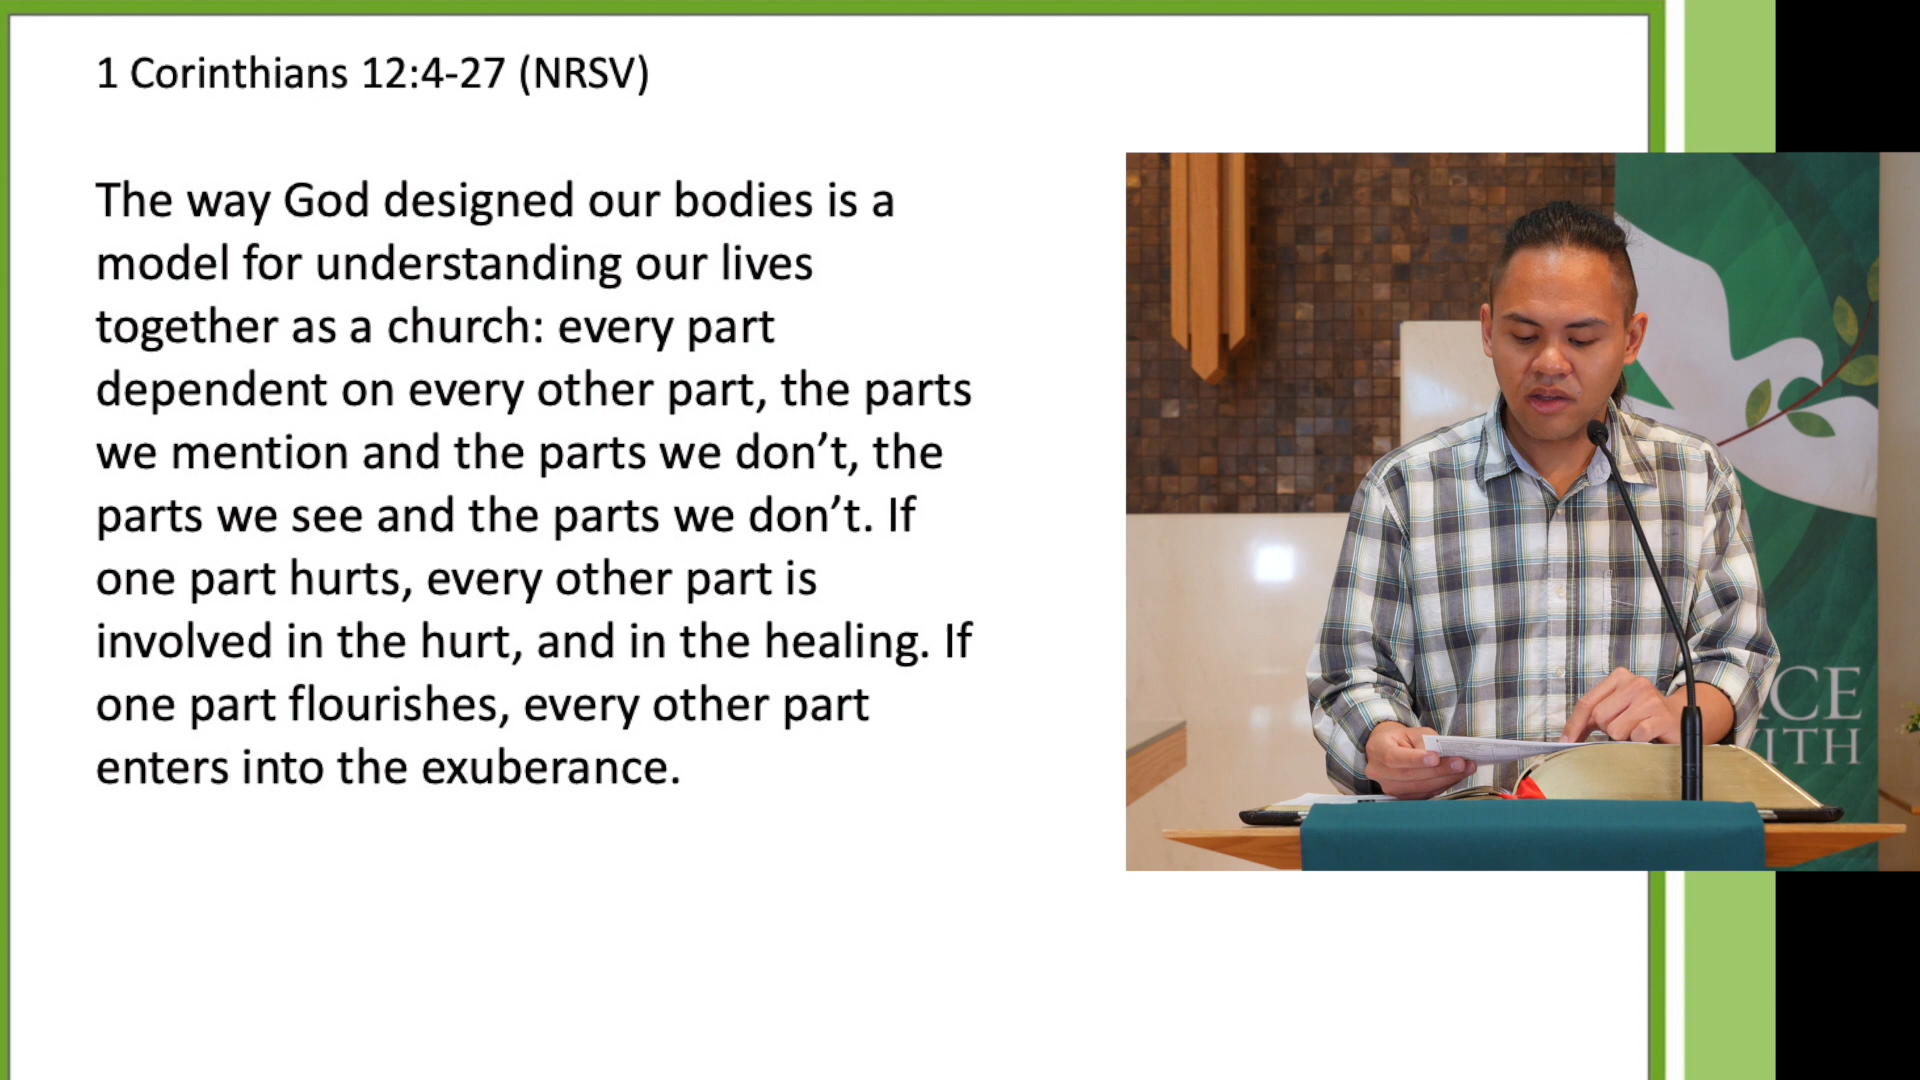 1 Corinthians 12:4-27 (NRSV)
The way God designed our bodies is a
model for understanding our lives
together as a church: every part
dependent on every other part, the parts
we mention and the parts we don’t, the
parts we see and the parts we don’t. If
one part hurts, every other part is
involved in the hurt, and in the healing. If
one part flourishes, every other part
enters into the exuberance.